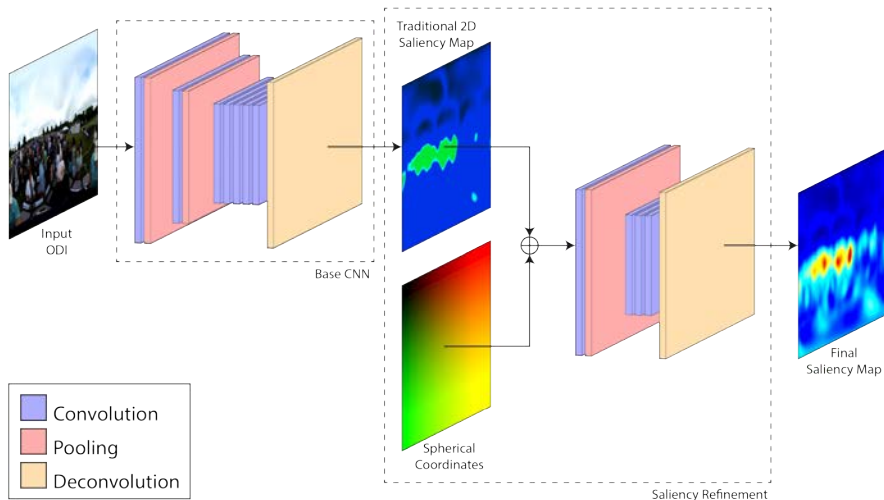 Traditional 2D
Saliency Map
Input
ODI
Base CNN
Final
Saliency Map
Spherical
Coordinates
Saliency Refinement
Convolution
Pooling
Deconvolution